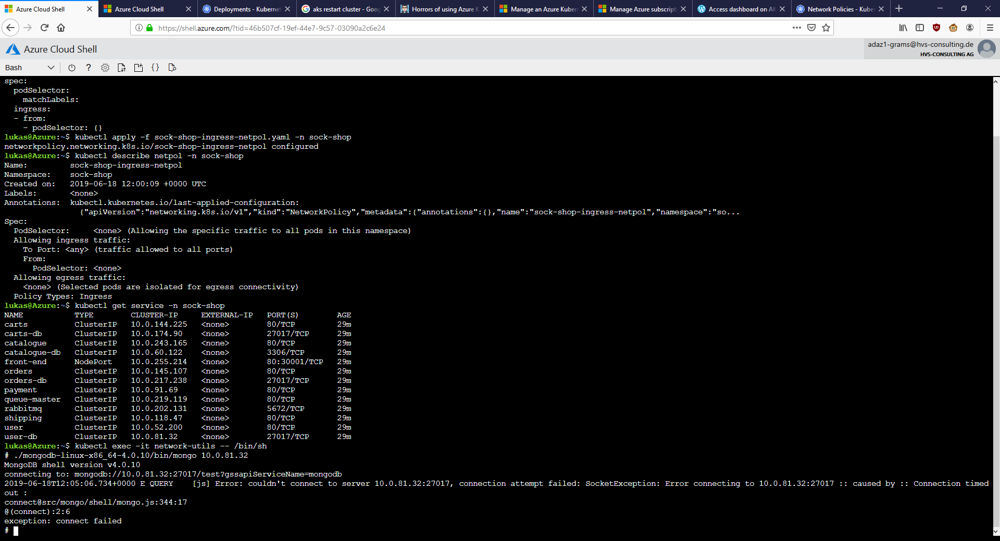 Azure Cloud Shell
Azure Cloud Shell
Deployments - Kubernet
aks restart cluster - Goog
Horrors of using Azure K
Manage an Azure Kubern
Manage Azure subscripti
Access dashboard on AK
Network Policies - Kube
https://shell.azure.com/?tid=46b507cf-19ef-44e7-9c57-03090a2c6e24
Azure Cloud Shell
adaz1-grams@hvs-consulting.de
HVS-CONSULTING AG
Bash
spec:
  podSelector:
    matchLabels:
  ingress:
  - from:
    - podSelector: {}
lukas@Azure:~$ kubectl apply -f sock-shop-ingress-netpol.yaml -n sock-shop
networkpolicy.networking.k8s.io/sock-shop-ingress-netpol configured
lukas@Azure:~$ kubectl describe netpol -n sock-shop
Name:         sock-shop-ingress-netpol
Namespace:    sock-shop
Created on:   2019-06-18 12:00:09 +0000 UTC
Labels:       <none>
Annotations:  kubectl.kubernetes.io/last-applied-configuration:
                {"apiVersion":"networking.k8s.io/v1","kind":"NetworkPolicy","metadata":{"annotations":{},"name":"sock-shop-ingress-netpol","namespace":"so...
Spec:
  PodSelector:     <none> (Allowing the specific traffic to all pods in this namespace)
  Allowing ingress traffic:
    To Port: <any> (traffic allowed to all ports)
    From:
      PodSelector: <none>
  Allowing egress traffic:
    <none> (Selected pods are isolated for egress connectivity)
  Policy Types: Ingress
lukas@Azure:~$ kubectl get service -n sock-shop
NAME           TYPE        CLUSTER-IP     EXTERNAL-IP   PORT(S)        AGE
carts          ClusterIP   10.0.144.225   <none>        80/TCP         29m
carts-db       ClusterIP   10.0.174.90    <none>        27017/TCP      29m
catalogue      ClusterIP   10.0.243.165   <none>        80/TCP         29m
catalogue-db   ClusterIP   10.0.60.122    <none>        3306/TCP       29m
front-end      NodePort    10.0.255.214   <none>        80:30001/TCP   29m
orders         ClusterIP   10.0.145.107   <none>        80/TCP         29m
orders-db      ClusterIP   10.0.217.238   <none>        27017/TCP      29m
payment        ClusterIP   10.0.91.69     <none>        80/TCP         29m
queue-master   ClusterIP   10.0.219.119   <none>        80/TCP         29m
rabbitmq       ClusterIP   10.0.202.131   <none>        5672/TCP       29m
shipping       ClusterIP   10.0.118.47    <none>        80/TCP         29m
user           ClusterIP   10.0.52.200    <none>        80/TCP         29m
user-db        ClusterIP   10.0.81.32     <none>        27017/TCP      29m
lukas@Azure:~$ kubectl exec -it network-utils -- /bin/sh
# ./mongodb-linux-x86_64-4.0.10/bin/mongo 10.0.81.32
MongoDB shell version v4.0.10
connecting to: mongodb://10.0.81.32:27017/test?gssapiServiceName=mongodb
2019-06-18T12:05:06.734+0000 E QUERY    [js] Error: couldn't connect to server 10.0.81.32:27017, connection attempt failed: SocketException: Error connecting to 10.0.81.32:27017 :: caused by :: Connection timed
out :
connect@src/mongo/shell/mongo.js:344:17
@(connect):2:6
exception: connect failed
#